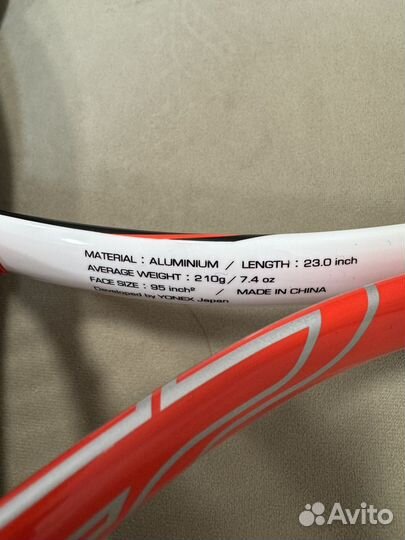 MATERIAL : ALUMINIUM / LENGTH : 23.0 inch
AVERAGE WEIGHT : 210g / 7.4 oz
FACE SIZE : 95 inch² / MADE IN CHINA
Developed by YONEX Japan
Avito